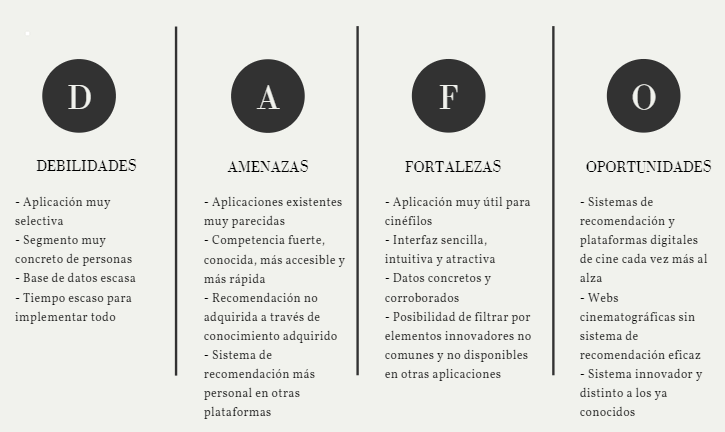 D
DEBILIDADES
- Aplicación muy
selectiva
- Segmento muy
concreto de personas
- Base de datos escasa
- Tiempo escaso para
implementar todo
A
AMENAZAS
- Aplicaciones existentes
muy parecidas
- Competencia fuerte,
conocida, más accesible y
más rápida
- Recomendación no
adquirida a través de
conocimiento adquirido
- Sistema de
recomendación más
personal en otras
plataformas
F
FORTALEZAS
- Aplicación muy útil para
cinéfilos
- Interfaz sencilla,
intuitiva y atractiva
- Datos concretos y
corroborados
- Posibilidad de filtrar por
elementos innovadores no
comunes y no disponibles
en otras aplicaciones
O
OPORTUNIDADES
- Sistemas de
recomendación y
plataformas digitales
de cine cada vez más al
alza
- Webs
cinematográficas sin
sistema de
recomendación eficaz
- Sistema innovador y
distinto a los ya
conocidos